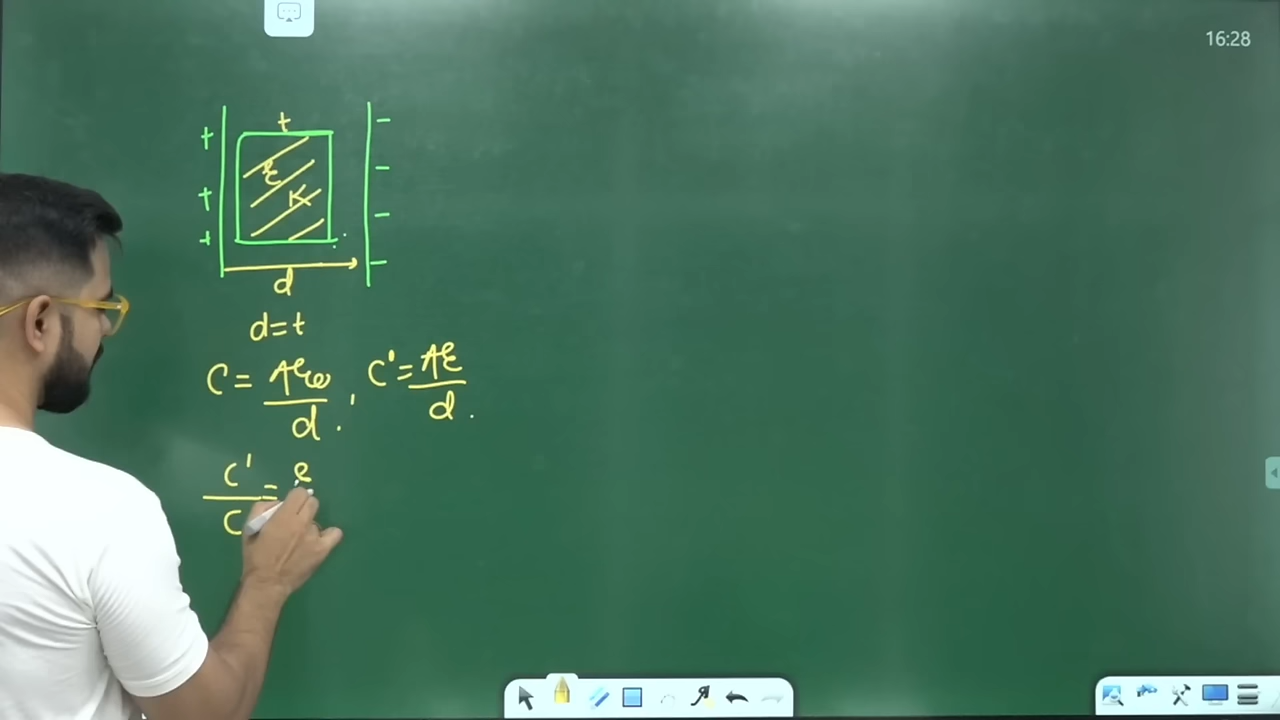 16:28
t
+ -
ε -
+ K
+ -
-
d
d=t
C = Aε₀/d , C' = Aε/d .
C'/C = ε